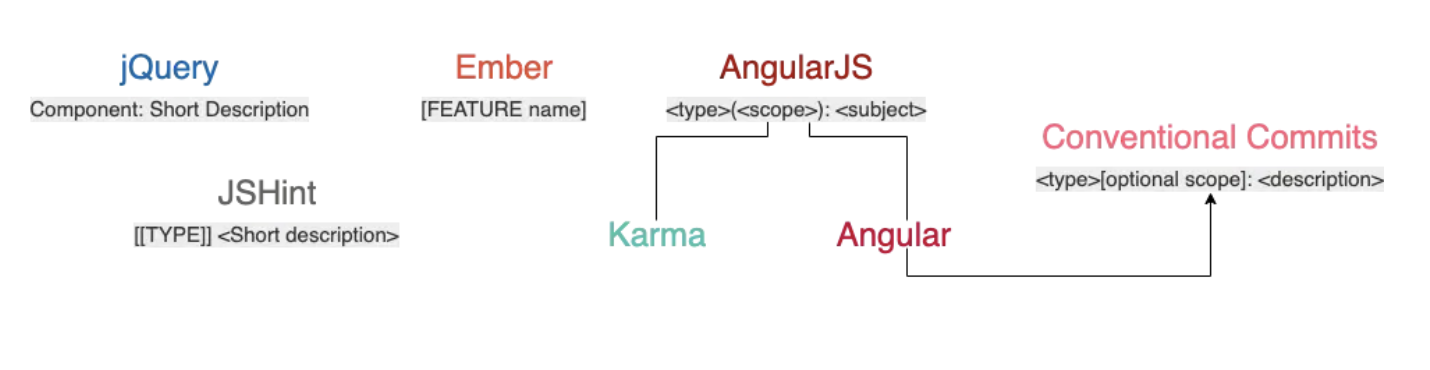 jQuery
Component: Short Description
Ember
[FEATURE name]
AngularJS
<type>(<scope>): <subject>
Conventional Commits
<type>[optional scope]: <description>
JSHint
[[TYPE]] <Short description>
Karma
Angular